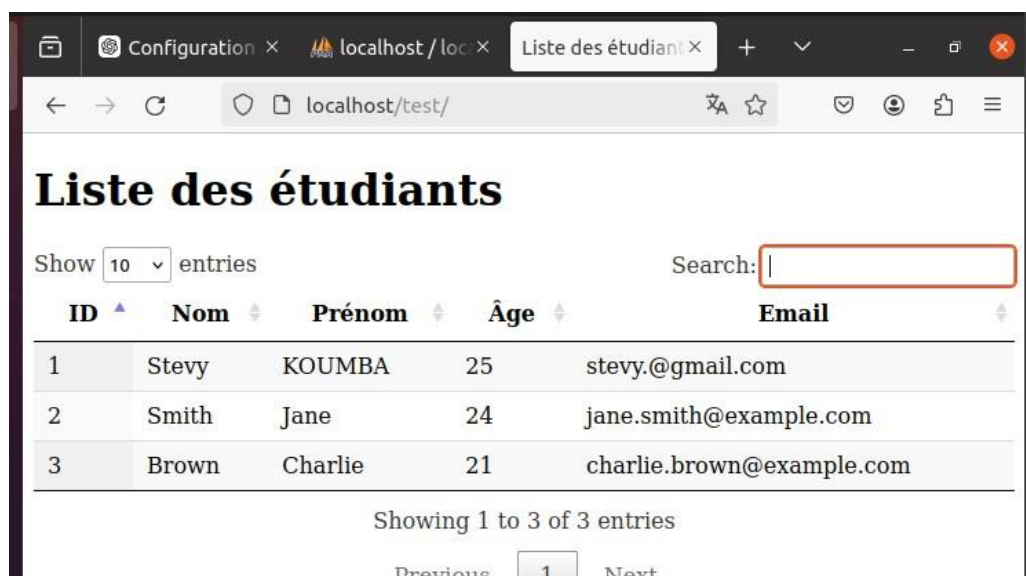 Configuration localhost / loc Liste des étudiant
localhost/test/
Liste des étudiants
Show 10 entries Search:
ID Nom Prénom Âge Email
1 Stevy KOUMBA 25 stevy.@gmail.com
2 Smith Jane 24 jane.smith@example.com
3 Brown Charlie 21 charlie.brown@example.com
Showing 1 to 3 of 3 entries
Previous 1 Next